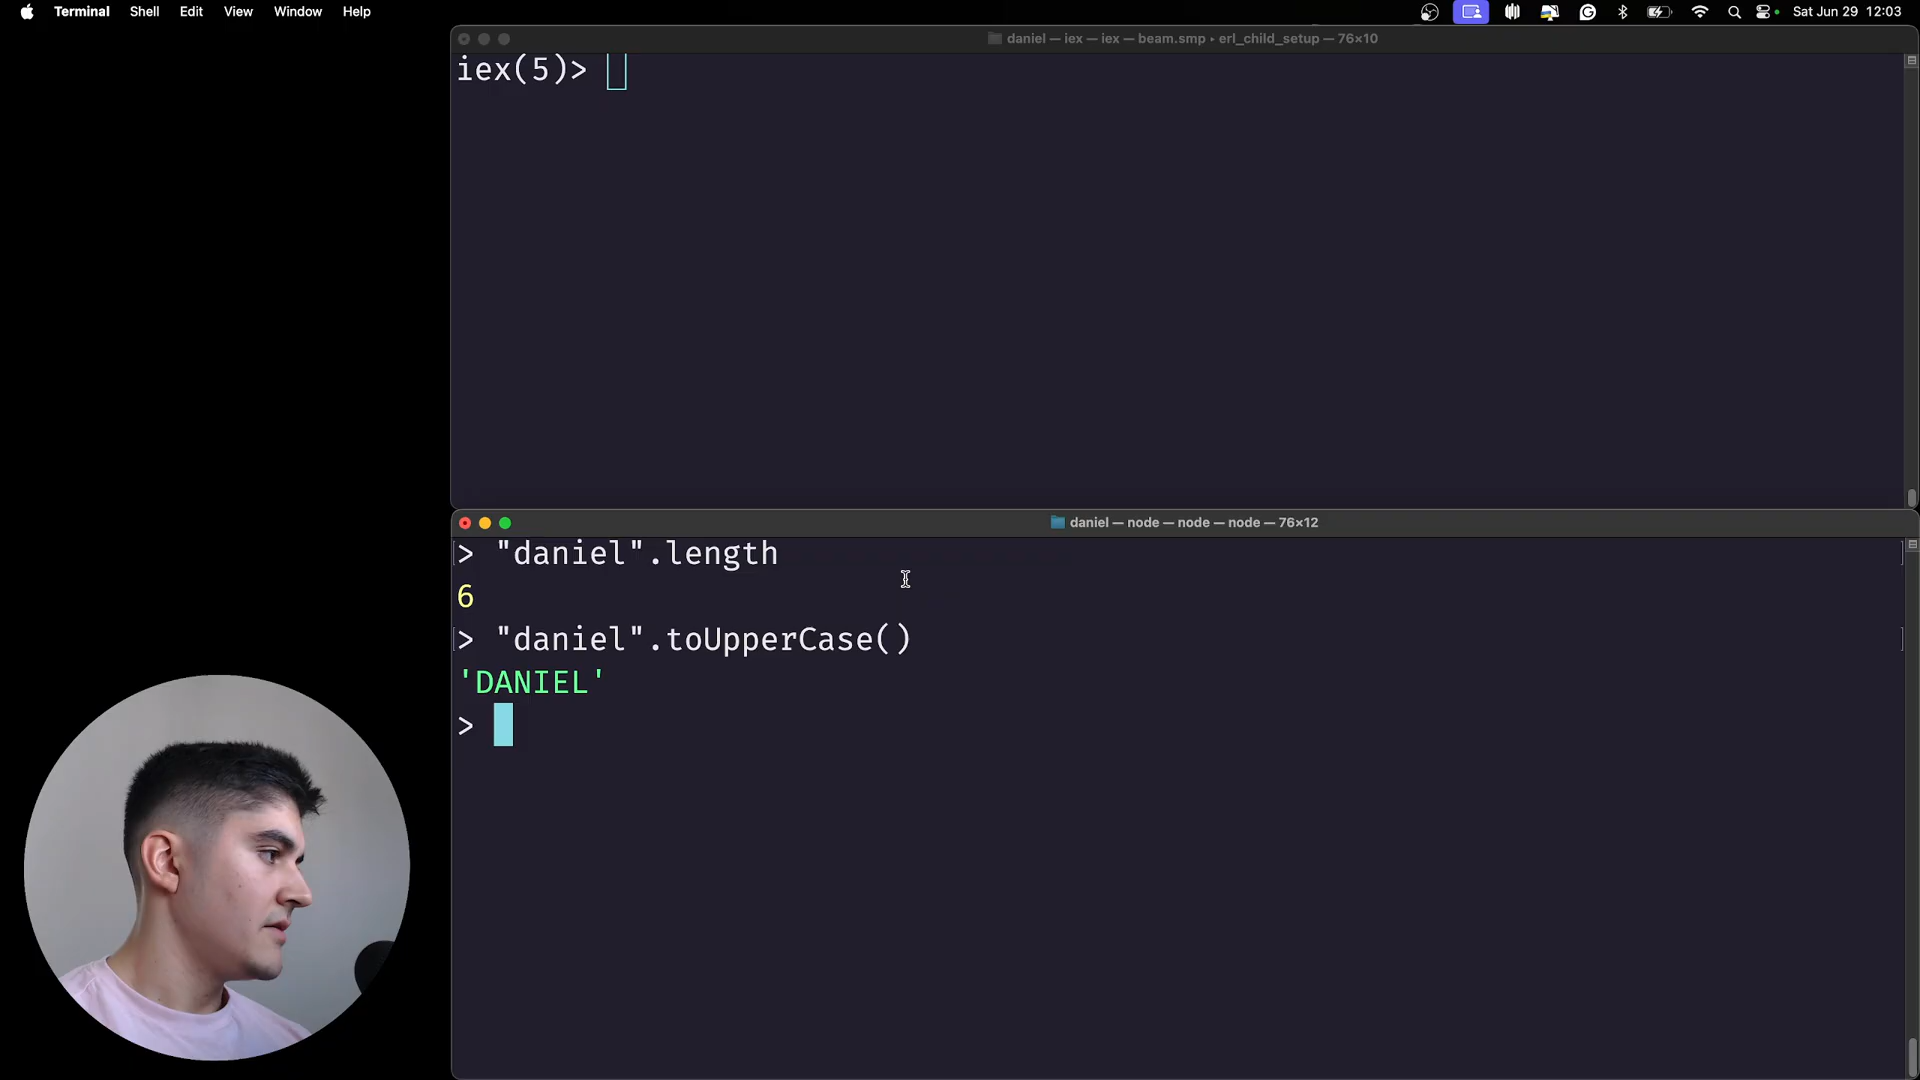 Terminal Shell Edit View Window Help Sat Jun 29 12:03
daniel — iex — iex — beam.smp ▸ erl_child_setup — 76×10
iex(5)>
daniel — node — node — node — 76×12
> "daniel".length
6
> "daniel".toUpperCase()
'DANIEL'
>